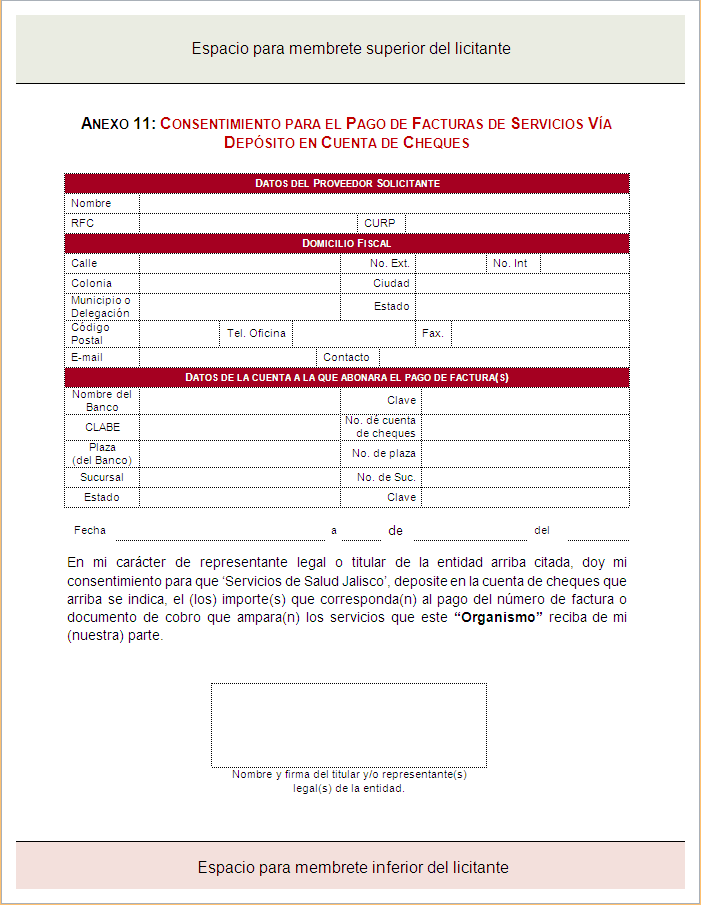 Espacio para membrete superior del licitante
ANEXO 11: CONSENTIMIENTO PARA EL PAGO DE FACTURAS DE SERVICIOS VÍA
DEPÓSITO EN CUENTA DE CHEQUES
DATOS DEL PROVEEDOR SOLICITANTE
Nombre
RFC CURP
DOMICILIO FISCAL
Calle No. Ext. No. Int
Colonia Ciudad
Municipio o
Delegación Estado
Código
Postal Tel. Oficina Fax.
E-mail Contacto
DATOS DE LA CUENTA A LA QUE ABONARA EL PAGO DE FACTURA(S)
Nombre del
Banco Clave
CLABE No. dé cuenta
de cheques
Plaza
(del Banco) No. de plaza
Sucursal No. de Suc.
Estado Clave
Fecha a de del
En mi carácter de representante legal o titular de la entidad arriba citada, doy mi
consentimiento para que ‘Servicios de Salud Jalisco’, deposite en la cuenta de cheques que
arriba se indica, el (los) importe(s) que corresponda(n) al pago del número de factura o
documento de cobro que ampara(n) los servicios que este “Organismo” reciba de mi
(nuestra) parte.
Nombre y firma del titular y/o representante(s)
legal(s) de la entidad.
Espacio para membrete inferior del licitante